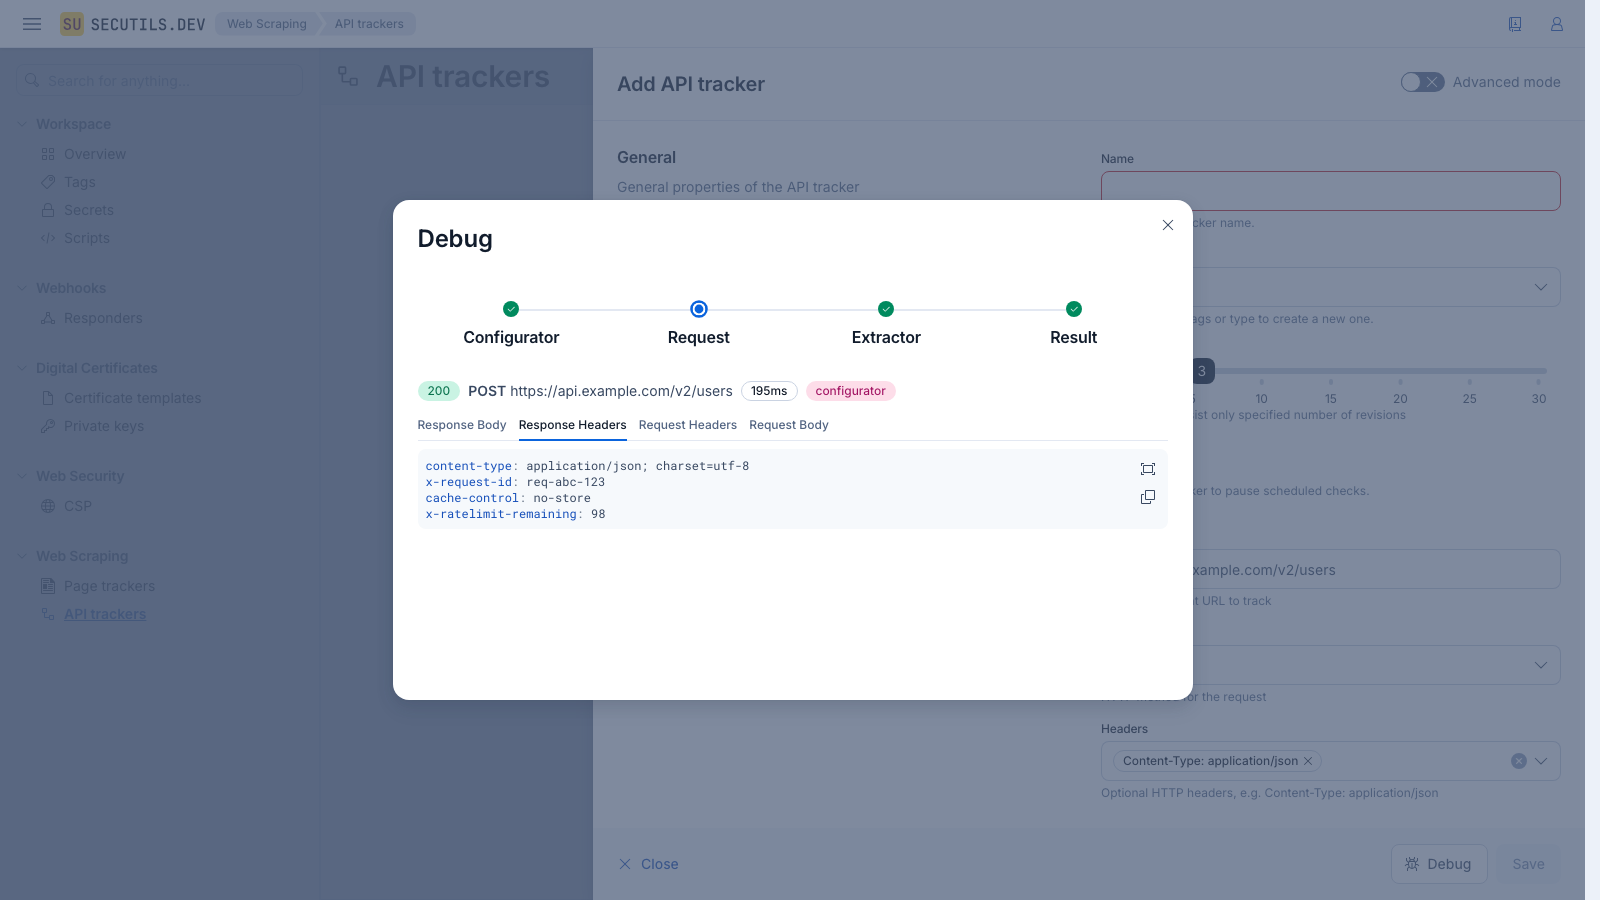 SU SECUTILS.DEV
Web Scraping
API trackers
Search for anything...
Workspace
Overview
Tags
Secrets
Scripts
Webhooks
Responders
Digital Certificates
Certificate templates
Private keys
Web Security
CSP
Web Scraping
Page trackers
API trackers
API trackers
Add API tracker
Advanced mode
General
General properties of the API tracker
Name
cker name.
ags or type to create a new one.
3
10 15 20 25 30
ist only specified number of revisions
ker to pause scheduled checks.
xample.com/v2/users
t URL to track
for the request
Headers
Content-Type: application/json
Optional HTTP headers, e.g. Content-Type: application/json
Close
Debug
Save
Debug
Configurator
Request
Extractor
Result
200 POST https://api.example.com/v2/users 195ms configurator
Response Body Response Headers Request Headers Request Body
content-type: application/json; charset=utf-8
x-request-id: req-abc-123
cache-control: no-store
x-ratelimit-remaining: 98